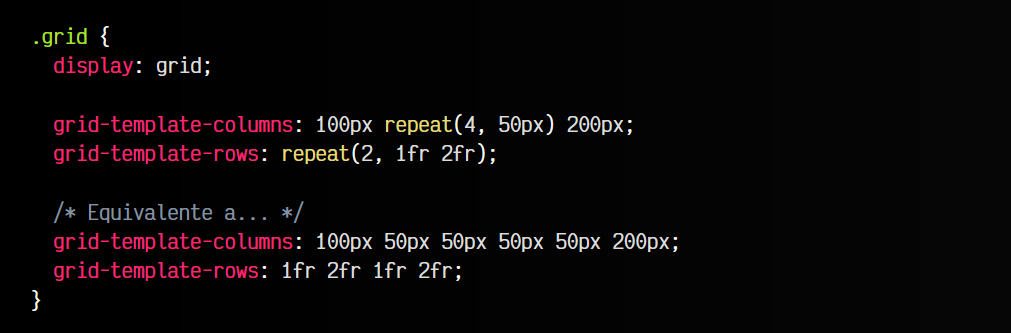 .grid {
  display: grid;

  grid-template-columns: 100px repeat(4, 50px) 200px;
  grid-template-rows: repeat(2, 1fr 2fr);

  /* Equivalente a... */
  grid-template-columns: 100px 50px 50px 50px 50px 200px;
  grid-template-rows: 1fr 2fr 1fr 2fr;
}